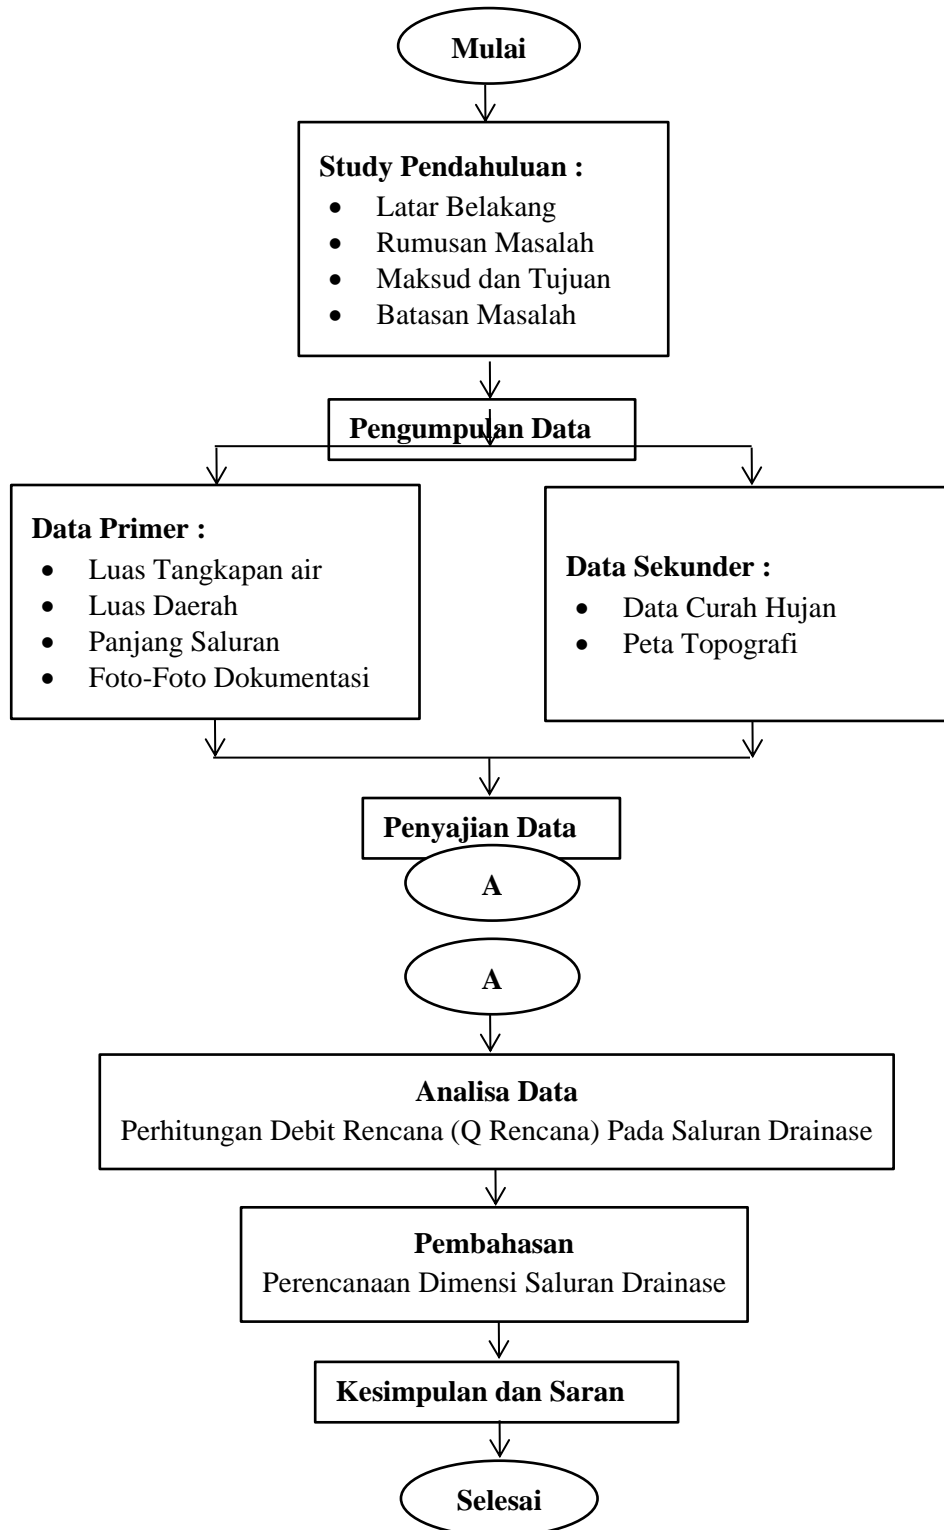 Mulai
Study Pendahuluan :
• Latar Belakang
• Rumusan Masalah
• Maksud dan Tujuan
• Batasan Masalah
Pengumpulan Data
Data Primer :
• Luas Tangkapan air
• Luas Daerah
• Panjang Saluran
• Foto-Foto Dokumentasi
Data Sekunder :
• Data Curah Hujan
• Peta Topografi
Penyajian Data
A
A
Analisa Data
Perhitungan Debit Rencana (Q Rencana) Pada Saluran Drainase
Pembahasan
Perencanaan Dimensi Saluran Drainase
Kesimpulan dan Saran
Selesai